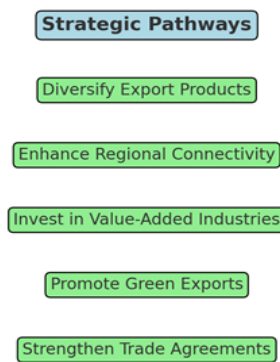 Strategic Pathways
Diversify Export Products
Enhance Regional Connectivity
Invest in Value-Added Industries
Promote Green Exports
Strengthen Trade Agreements